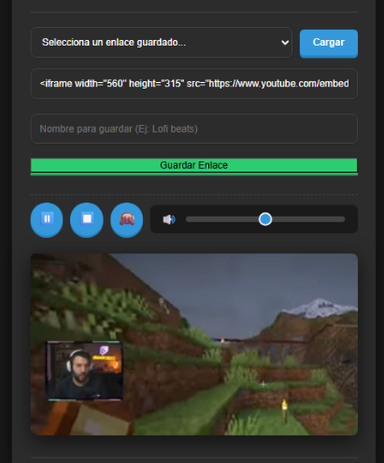 Selecciona un enlace guardado...
Cargar
<iframe width="560" height="315" src="https://www.youtube.com/embed
Nombre para guardar (Ej: Lofi beats)
Guardar Enlace